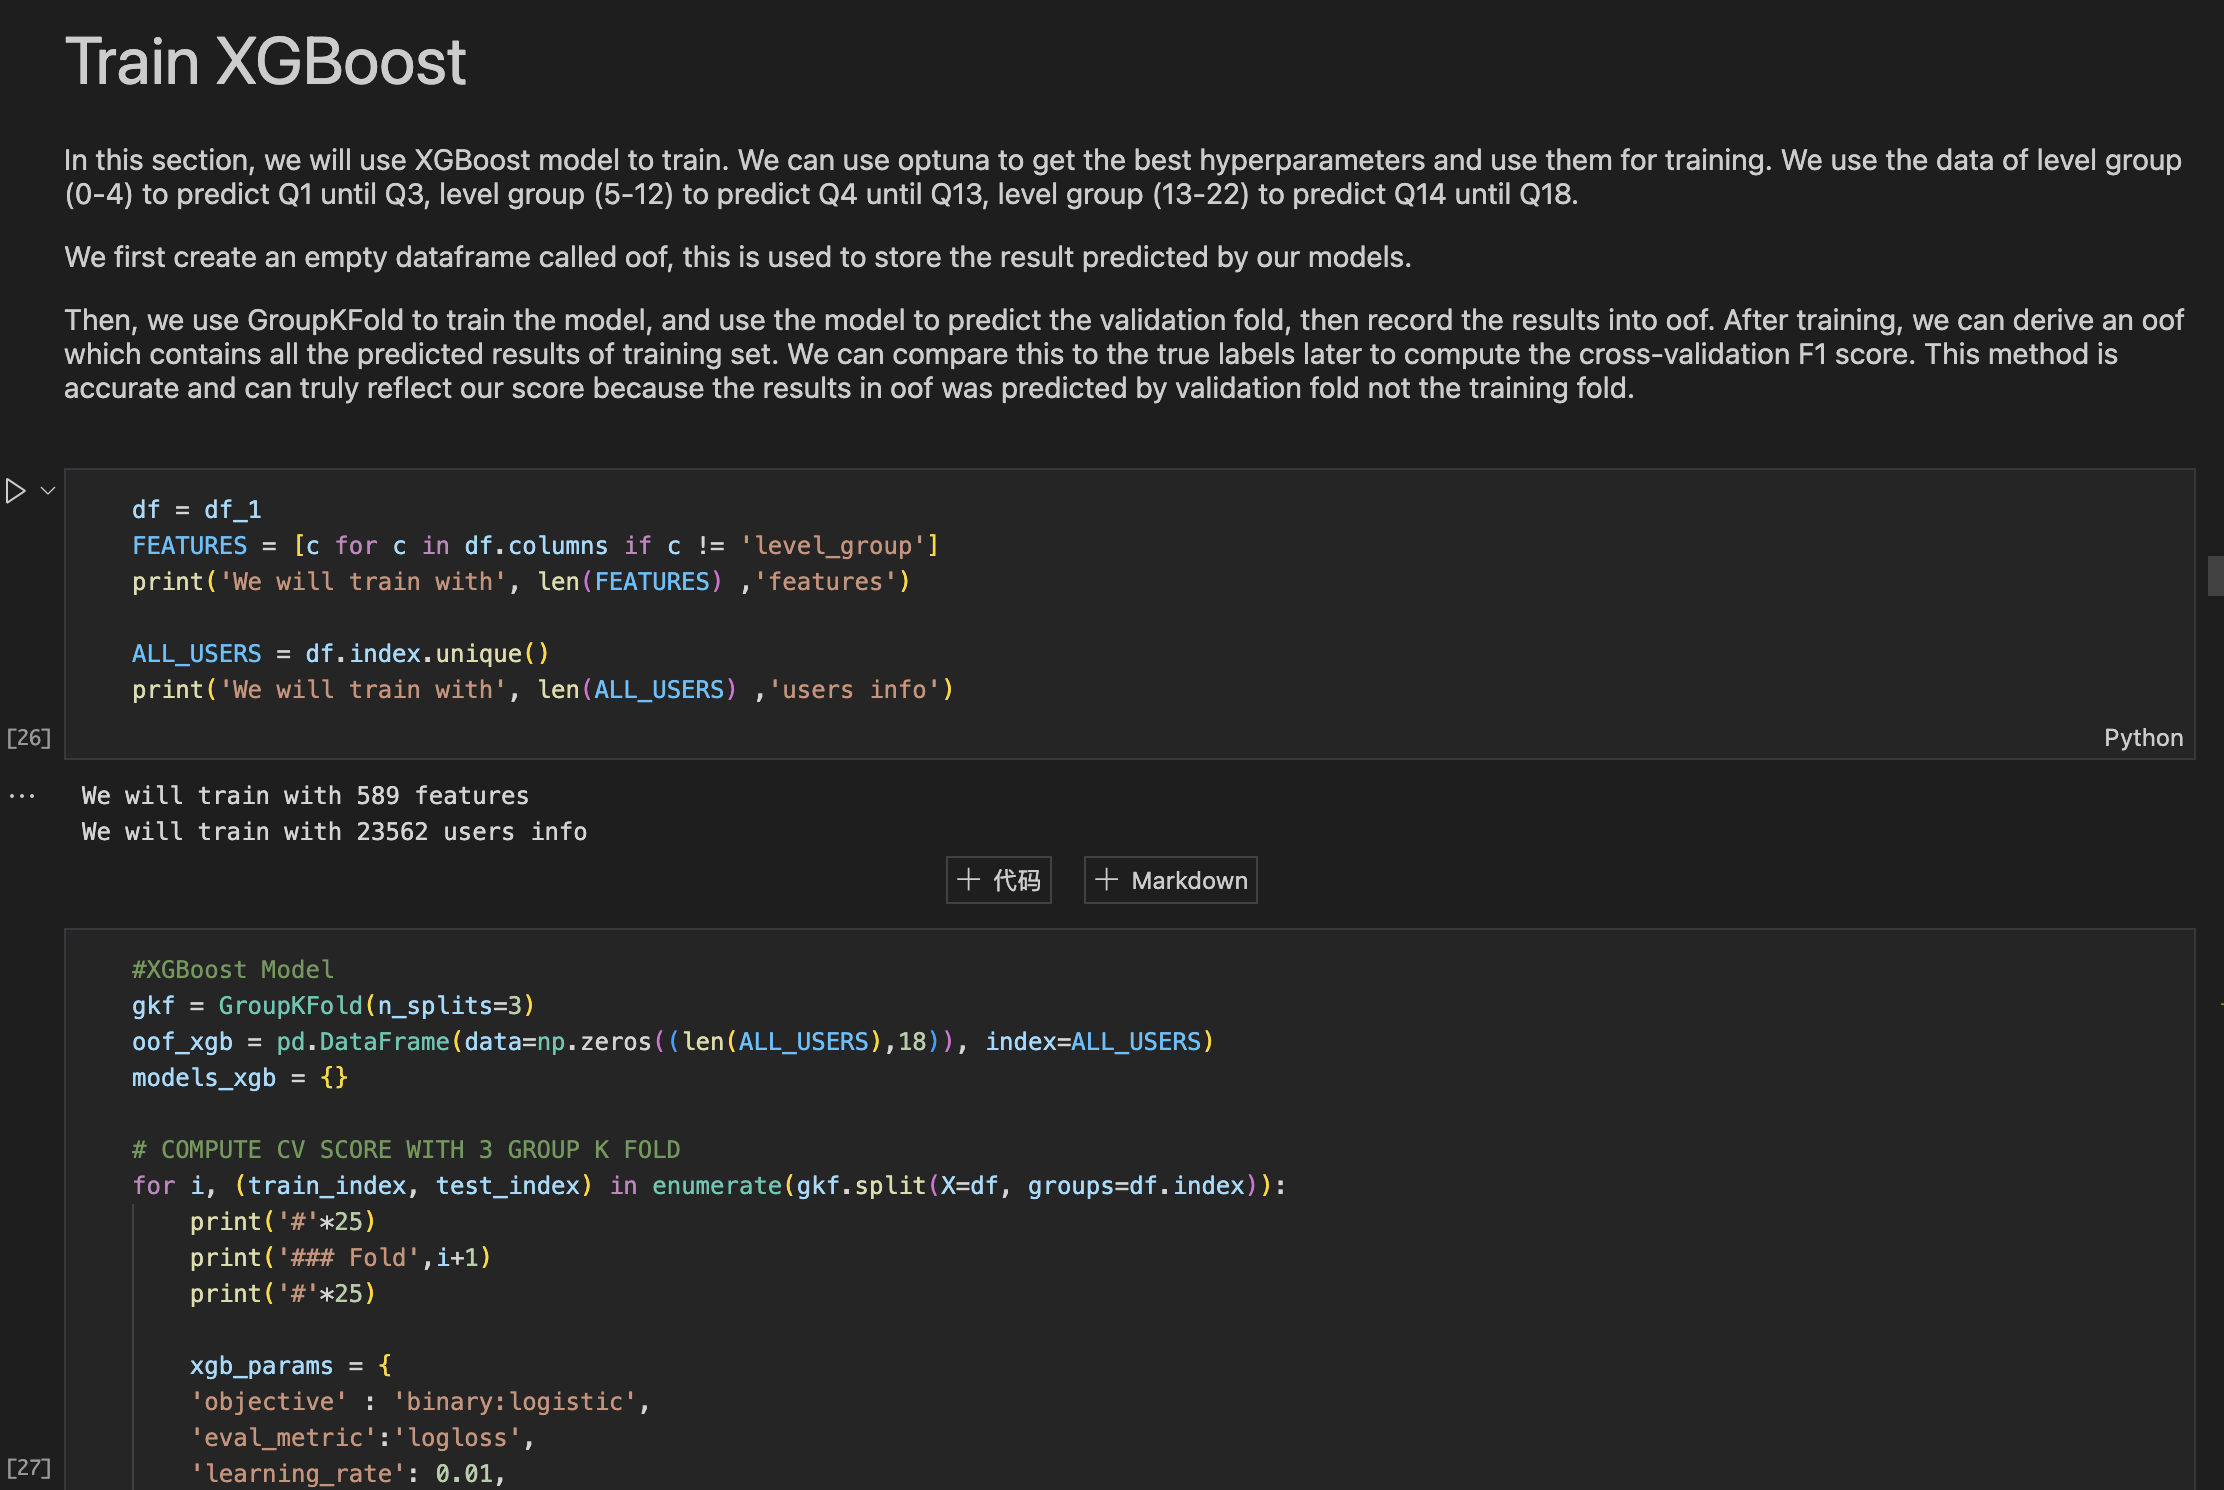 Train XGBoost
In this section, we will use XGBoost model to train. We can use optuna to get the best hyperparameters and use them for training. We use the data of level group
(0-4) to predict Q1 until Q3, level group (5-12) to predict Q4 until Q13, level group (13-22) to predict Q14 until Q18.
We first create an empty dataframe called oof, this is used to store the result predicted by our models.
Then, we use GroupKFold to train the model, and use the model to predict the validation fold, then record the results into oof. After training, we can derive an oof
which contains all the predicted results of training set. We can compare this to the true labels later to compute the cross-validation F1 score. This method is
accurate and can truly reflect our score because the results in oof was predicted by validation fold not the training fold.
df = df_1
FEATURES = [c for c in df.columns if c != 'level_group']
print('We will train with', len(FEATURES) ,'features')
ALL_USERS = df.index.unique()
print('We will train with', len(ALL_USERS) ,'users info')
[26]
Python
...
We will train with 589 features
We will train with 23562 users info
+ 代码
+ Markdown
#XGBoost Model
gkf = GroupKFold(n_splits=3)
oof_xgb = pd.DataFrame(data=np.zeros((len(ALL_USERS),18)), index=ALL_USERS)
models_xgb = {}
# COMPUTE CV SCORE WITH 3 GROUP K FOLD
for i, (train_index, test_index) in enumerate(gkf.split(X=df, groups=df.index)):
    print('#'*25)
    print('### Fold',i+1)
    print('#'*25)
    xgb_params = {
    'objective' : 'binary:logistic',
    'eval_metric':'logloss',
    'learning_rate': 0.01,
[27]